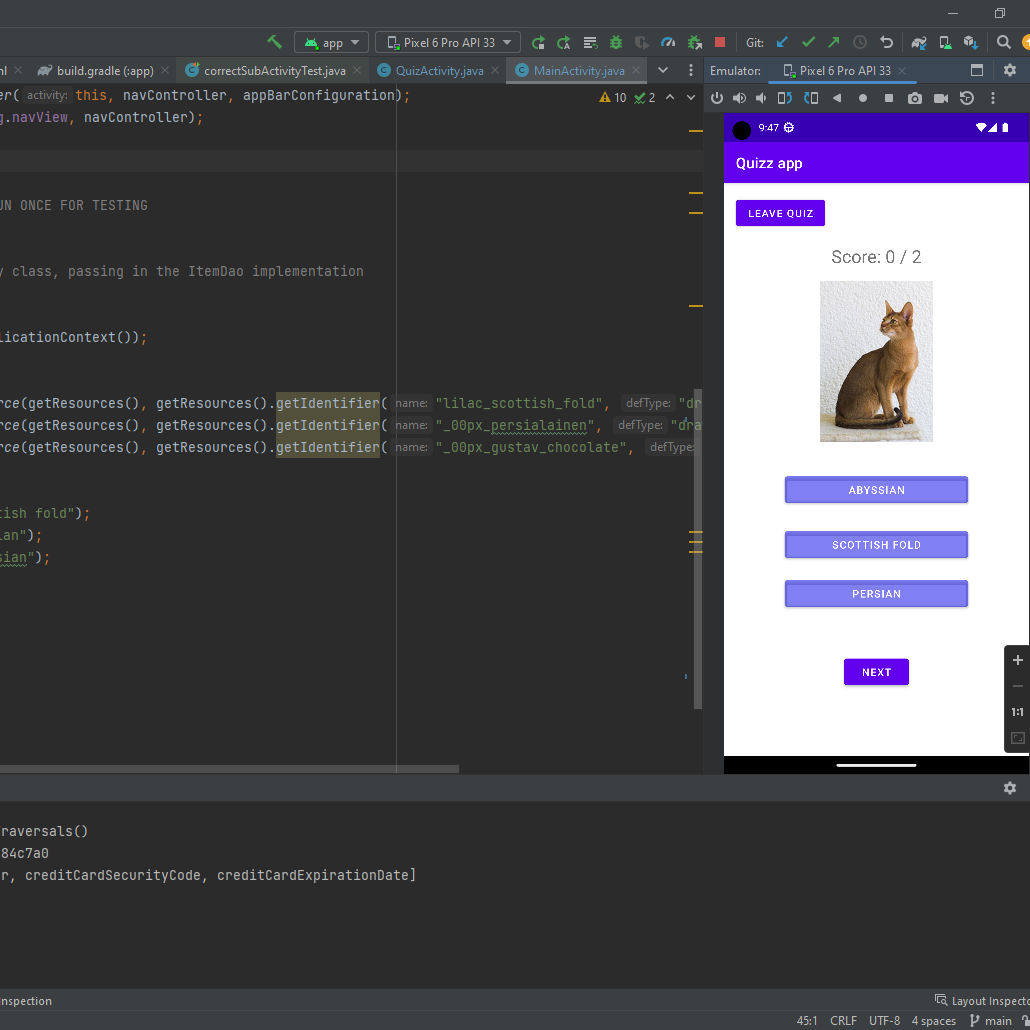 app
Pixel 6 Pro API 33
Git:
build.gradle (:app)
correctSubActivityTest.java
QuizActivity.java
MainActivity.java
Emulator:
Pixel 6 Pro API 33
er( activity: this, navController, appBarConfiguration);
10
2
g.navView, navController);
9:47
Quizz app
UN ONCE FOR TESTING
LEAVE QUIZ
Score: 0 / 2
y class, passing in the ItemDao implementation
licationContext());
rce(getResources(), getResources().getIdentifier( name: "lilac_scottish_fold", defType: "dr
rce(getResources(), getResources().getIdentifier( name: "_00px_persialainen", defType: "dra
rce(getResources(), getResources().getIdentifier( name: "_00px_gustav_chocolate", defType:
ABYSSIAN
tish fold");
ian");
sian");
SCOTTISH FOLD
PERSIAN
NEXT
1:1
raversals()
84c7a0
r, creditCardSecurityCode, creditCardExpirationDate]
nspection
Layout Inspecto
45:1 CRLF UTF-8 4 spaces main